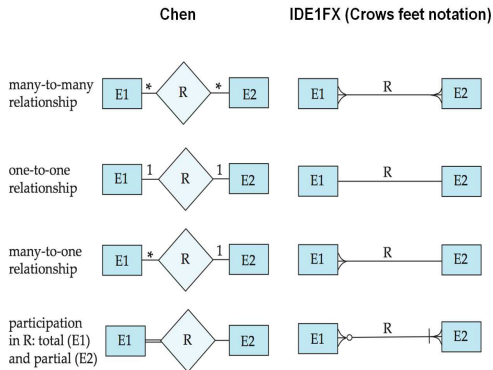 Chen IDE1FX (Crows feet notation)
many-to-many
relationship
E1 * R * E2 E1 R E2
one-to-one
relationship
E1 1 R 1 E2 E1 R E2
many-to-one
relationship
E1 * R 1 E2 E1 R E2
participation
in R: total (E1)
and partial (E2)
E1 R E2 E1 R E2